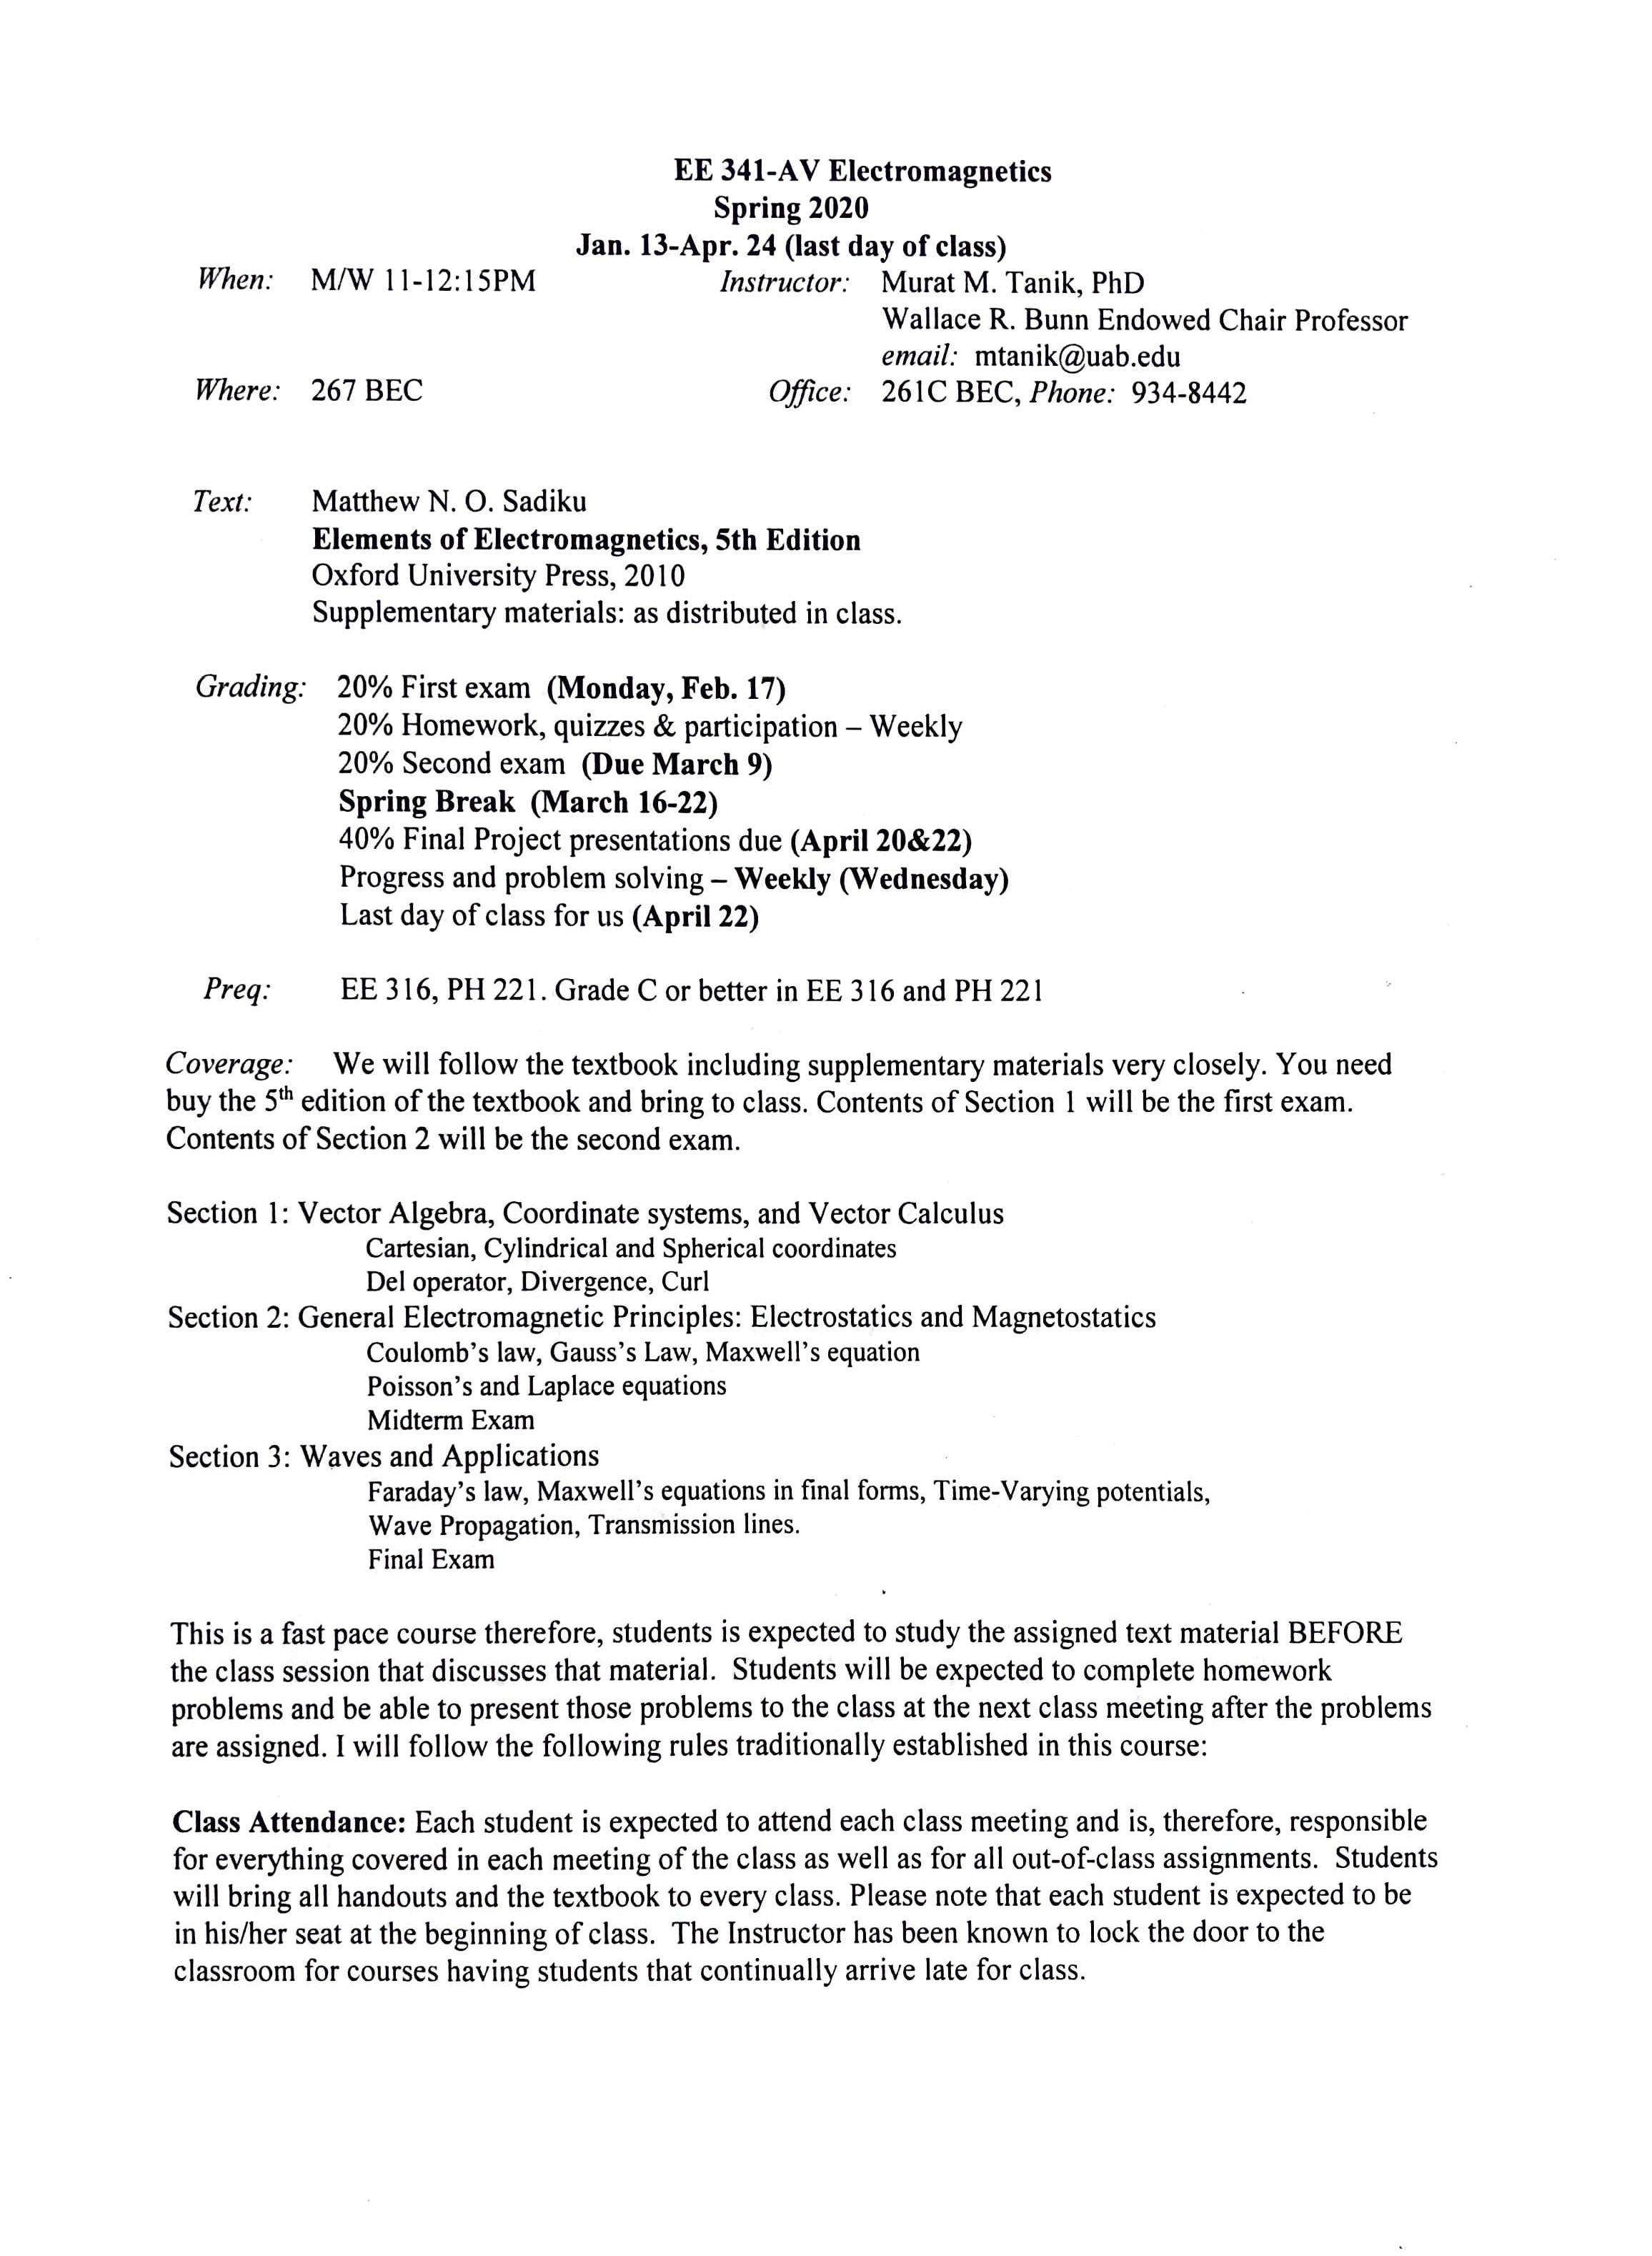 EE 341-AV Electromagnetics
Spring 2020
Jan. 13-Apr. 24 (last day of class)
When: M/W 11-12:15PM Instructor: Murat M. Tanik, PhD
Wallace R. Bunn Endowed Chair Professor
email: mtanik@uab.edu
Where: 267 BEC Office: 261C BEC, Phone: 934-8442
Text: Matthew N. O. Sadiku
Elements of Electromagnetics, 5th Edition
Oxford University Press, 2010
Supplementary materials: as distributed in class.
Grading: 20% First exam (Monday, Feb. 17)
20% Homework, quizzes & participation – Weekly
20% Second exam (Due March 9)
Spring Break (March 16-22)
40% Final Project presentations due (April 20&22)
Progress and problem solving – Weekly (Wednesday)
Last day of class for us (April 22)
Preq: EE 316, PH 221. Grade C or better in EE 316 and PH 221
Coverage: We will follow the textbook including supplementary materials very closely. You need
buy the 5th edition of the textbook and bring to class. Contents of Section 1 will be the first exam.
Contents of Section 2 will be the second exam.
Section 1: Vector Algebra, Coordinate systems, and Vector Calculus
Cartesian, Cylindrical and Spherical coordinates
Del operator, Divergence, Curl
Section 2: General Electromagnetic Principles: Electrostatics and Magnetostatics
Coulomb's law, Gauss's Law, Maxwell's equation
Poisson's and Laplace equations
Midterm Exam
Section 3: Waves and Applications
Faraday's law, Maxwell's equations in final forms, Time-Varying potentials,
Wave Propagation, Transmission lines.
Final Exam
This is a fast pace course therefore, students is expected to study the assigned text material BEFORE
the class session that discusses that material. Students will be expected to complete homework
problems and be able to present those problems to the class at the next class meeting after the problems
are assigned. I will follow the following rules traditionally established in this course:
Class Attendance: Each student is expected to attend each class meeting and is, therefore, responsible
for everything covered in each meeting of the class as well as for all out-of-class assignments. Students
will bring all handouts and the textbook to every class. Please note that each student is expected to be
in his/her seat at the beginning of class. The Instructor has been known to lock the door to the
classroom for courses having students that continually arrive late for class.